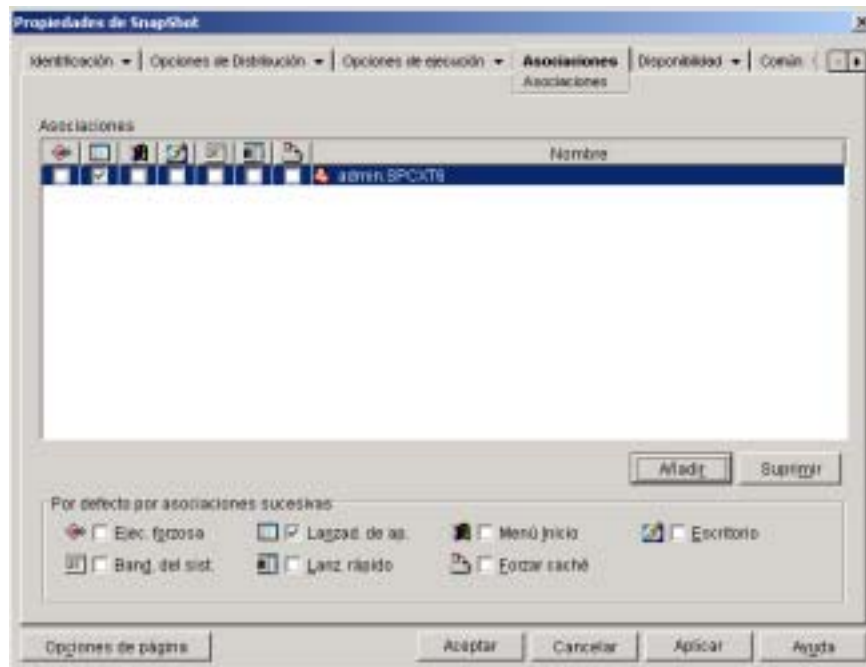 Propiedades de SnapShot
Identificación Opciones de Distribución Opciones de ejecución Asociaciones Disponibilidad Común
Asociaciones
Asociaciones
Nombre
admin.SPCXT6
Añadir Suprimir
Por defecto por asociaciones sucesivas
Ejec. forzosa Lanzad. de ap. Menú Inicio Escritorio
Band. del sist. Lanz. rápido Forzar caché
Opciones de página Aceptar Cancelar Aplicar Ayuda